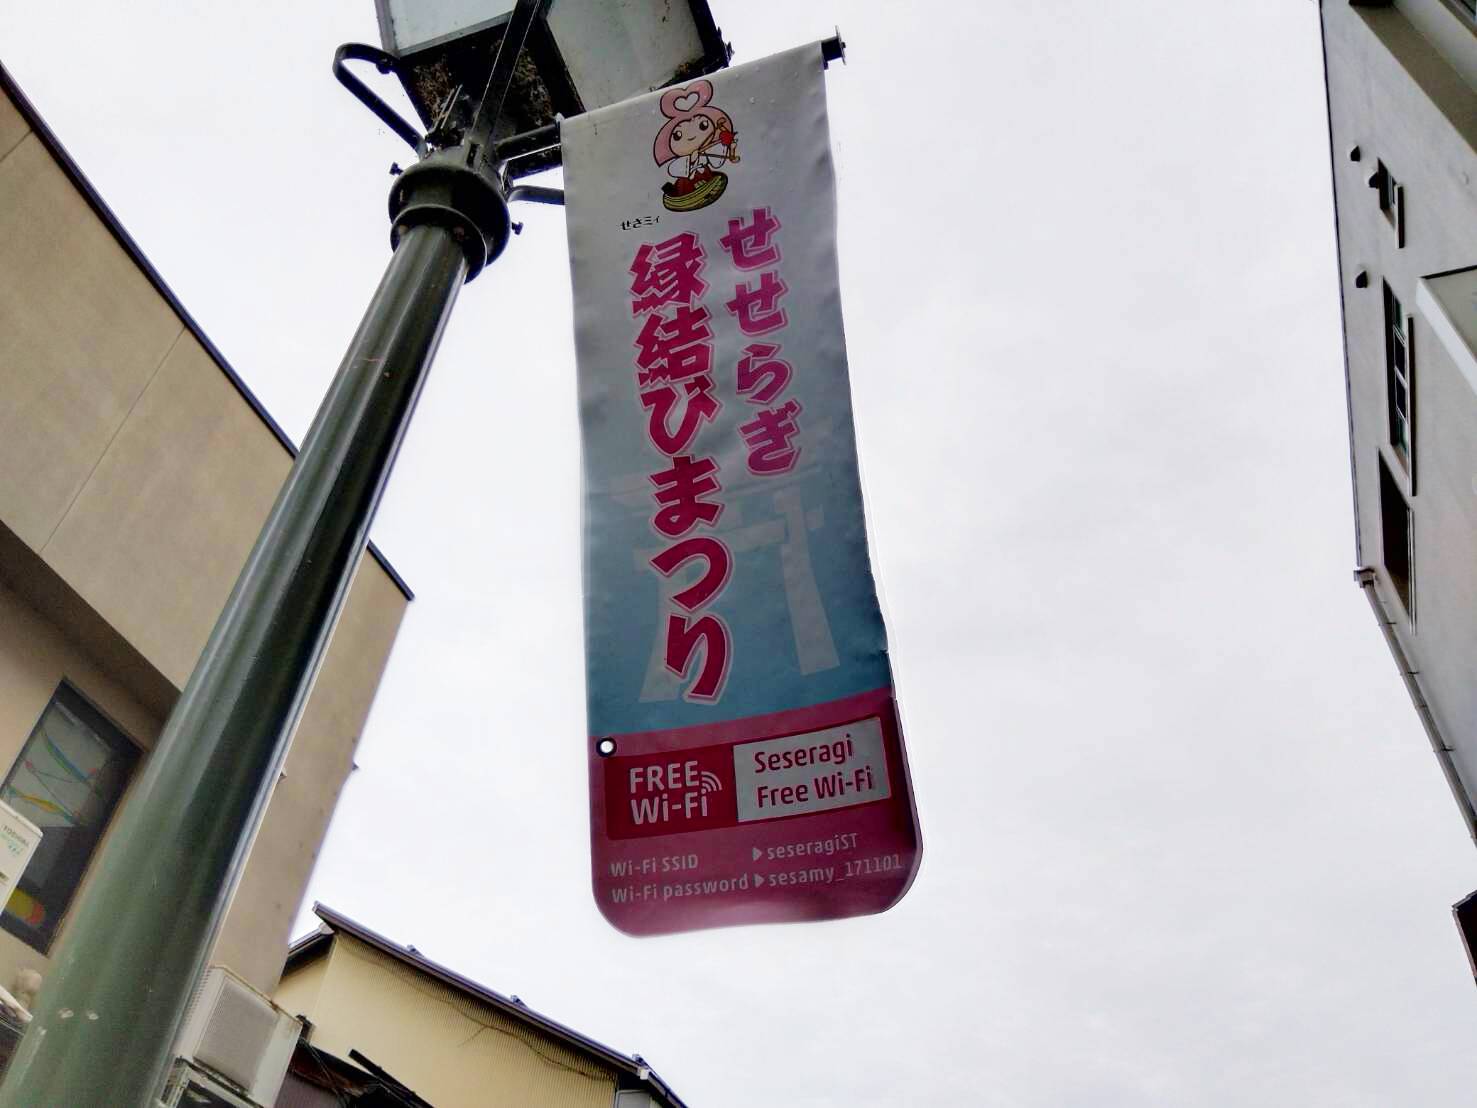 せさミィ
せせらぎ
縁結びまつり
FREE Wi-Fi
Seseragi
Free Wi-Fi
Wi-Fi SSID ▶ seseragiST
Wi-Fi password ▶ sesamy_171101